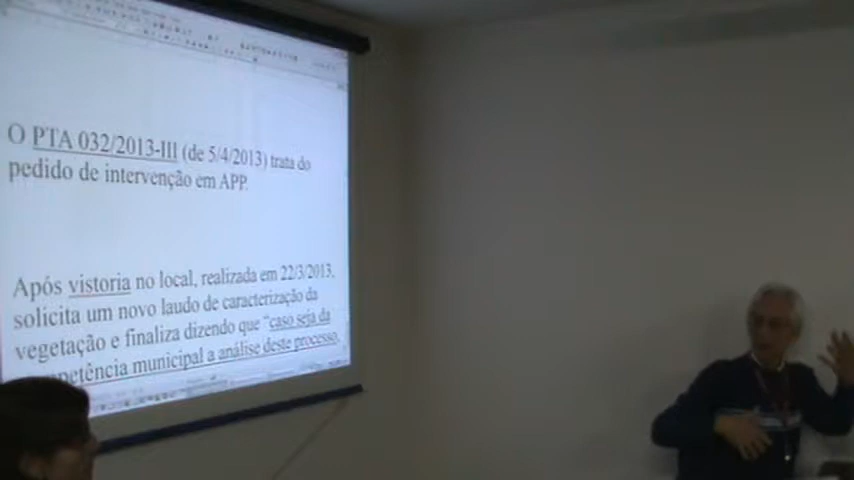 O PTA 032/2013-III (de 5/4/2013) trata do
pedido de intervenção em APP.
Após vistoria no local, realizada em 22/3/2013,
solicita um novo laudo de caracterização da
vegetação e finaliza dizendo que “caso seja da
competência municipal a análise deste processo,